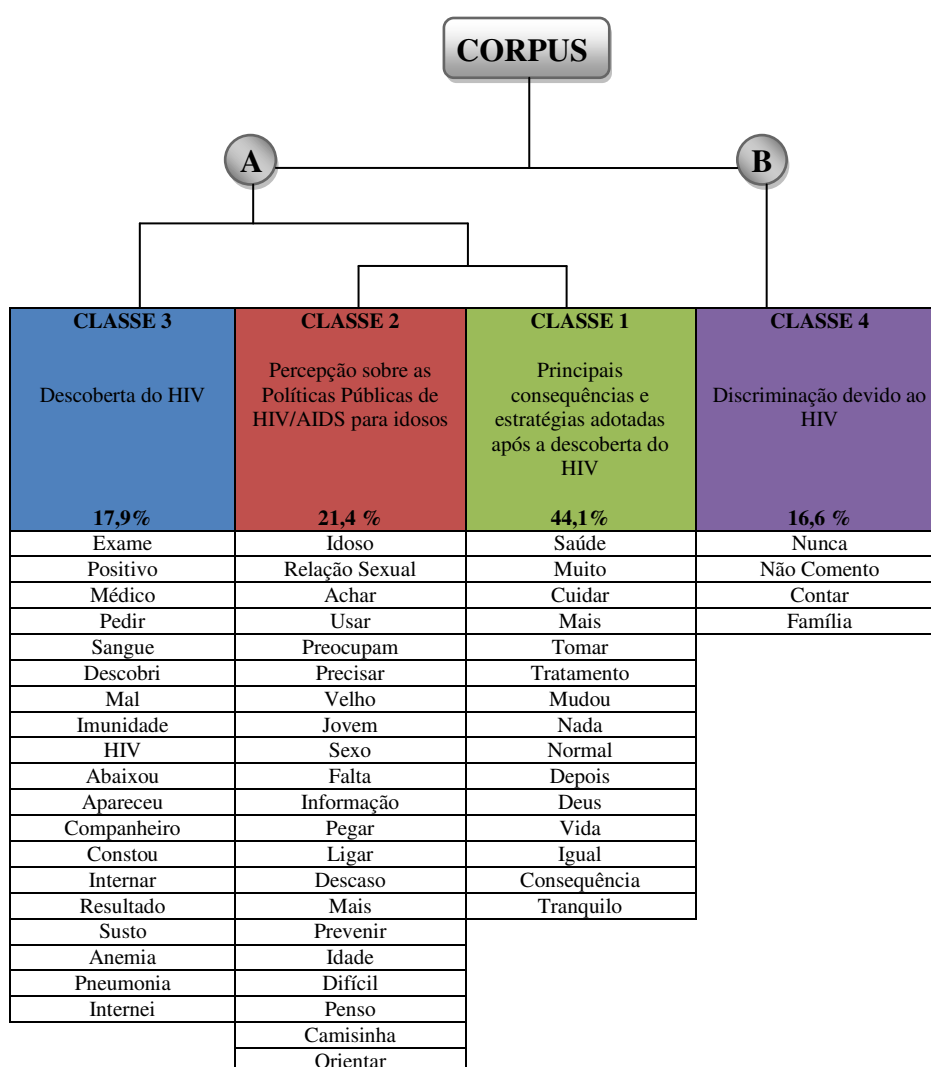 CORPUS
A
B
CLASSE 3
Descoberta do HIV
17,9%
Exame
Positivo
Médico
Pedir
Sangue
Descobri
Mal
Imunidade
HIV
Abaixou
Apareceu
Companheiro
Constou
Internar
Resultado
Susto
Anemia
Pneumonia
Internei
CLASSE 2
Percepção sobre as
Políticas Públicas de
HIV/AIDS para idosos
21,4 %
Idoso
Relação Sexual
Achar
Usar
Preocupam
Precisar
Velho
Jovem
Sexo
Falta
Informação
Pegar
Ligar
Descaso
Mais
Prevenir
Idade
Difícil
Penso
Camisinha
Orientar
CLASSE 1
Principais
consequências e
estratégias adotadas
após a descoberta do
HIV
44,1%
Saúde
Muito
Cuidar
Mais
Tomar
Tratamento
Mudou
Nada
Normal
Depois
Deus
Vida
Igual
Consequência
Tranquilo
CLASSE 4
Discriminação devido ao
HIV
16,6 %
Nunca
Não Comento
Contar
Família